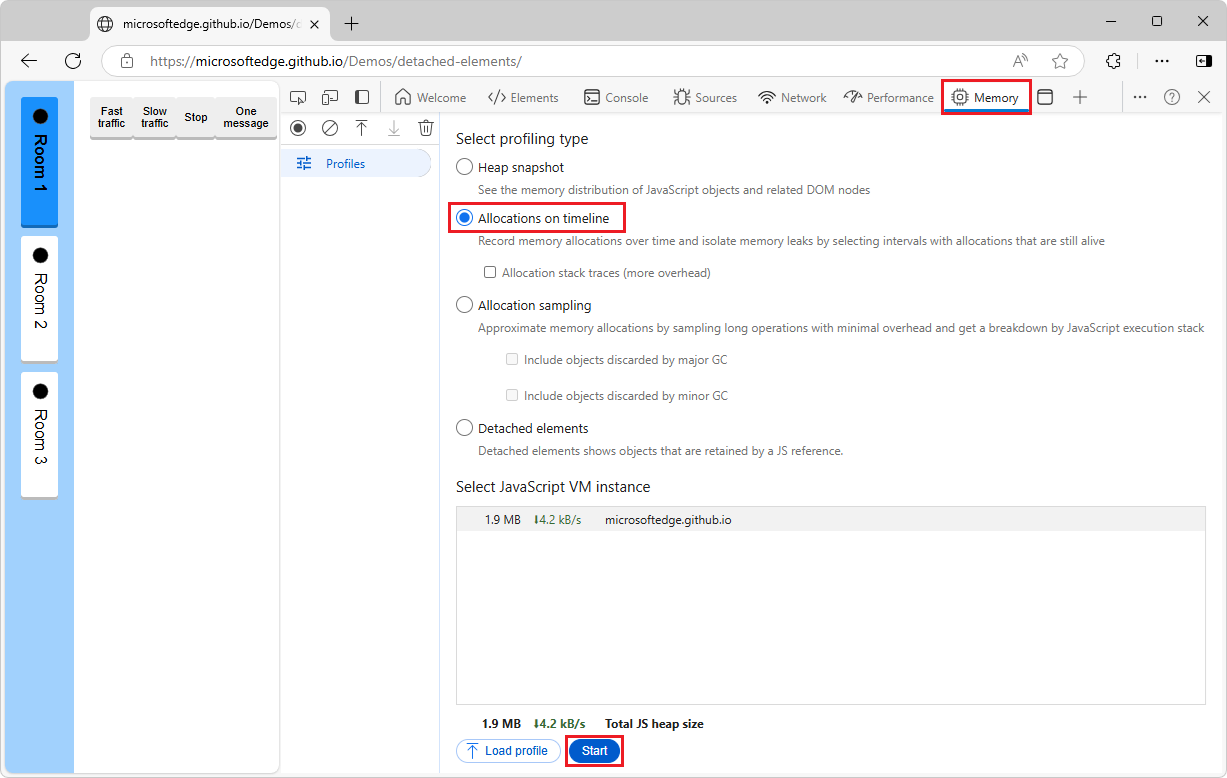 microsoftedge.github.io/Demos/c
https://microsoftedge.github.io/Demos/detached-elements/
Room 1
Room 2
Room 3
Fast traffic
Slow traffic
Stop
One message
Welcome
Elements
Console
Sources
Network
Performance
Memory
Profiles
Select profiling type
Heap snapshot
See the memory distribution of JavaScript objects and related DOM nodes
Allocations on timeline
Record memory allocations over time and isolate memory leaks by selecting intervals with allocations that are still alive
Allocation stack traces (more overhead)
Allocation sampling
Approximate memory allocations by sampling long operations with minimal overhead and get a breakdown by JavaScript execution stack
Include objects discarded by major GC
Include objects discarded by minor GC
Detached elements
Detached elements shows objects that are retained by a JS reference.
Select JavaScript VM instance
1.9 MB ⬇4.2 kB/s microsoftedge.github.io
1.9 MB ⬇4.2 kB/s Total JS heap size
Load profile
Start